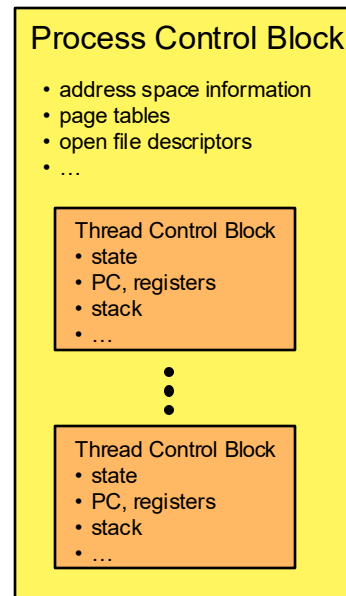 Process Control Block
• address space information
• page tables
• open file descriptors
• …
Thread Control Block
• state
• PC, registers
• stack
• …
Thread Control Block
• state
• PC, registers
• stack
• …